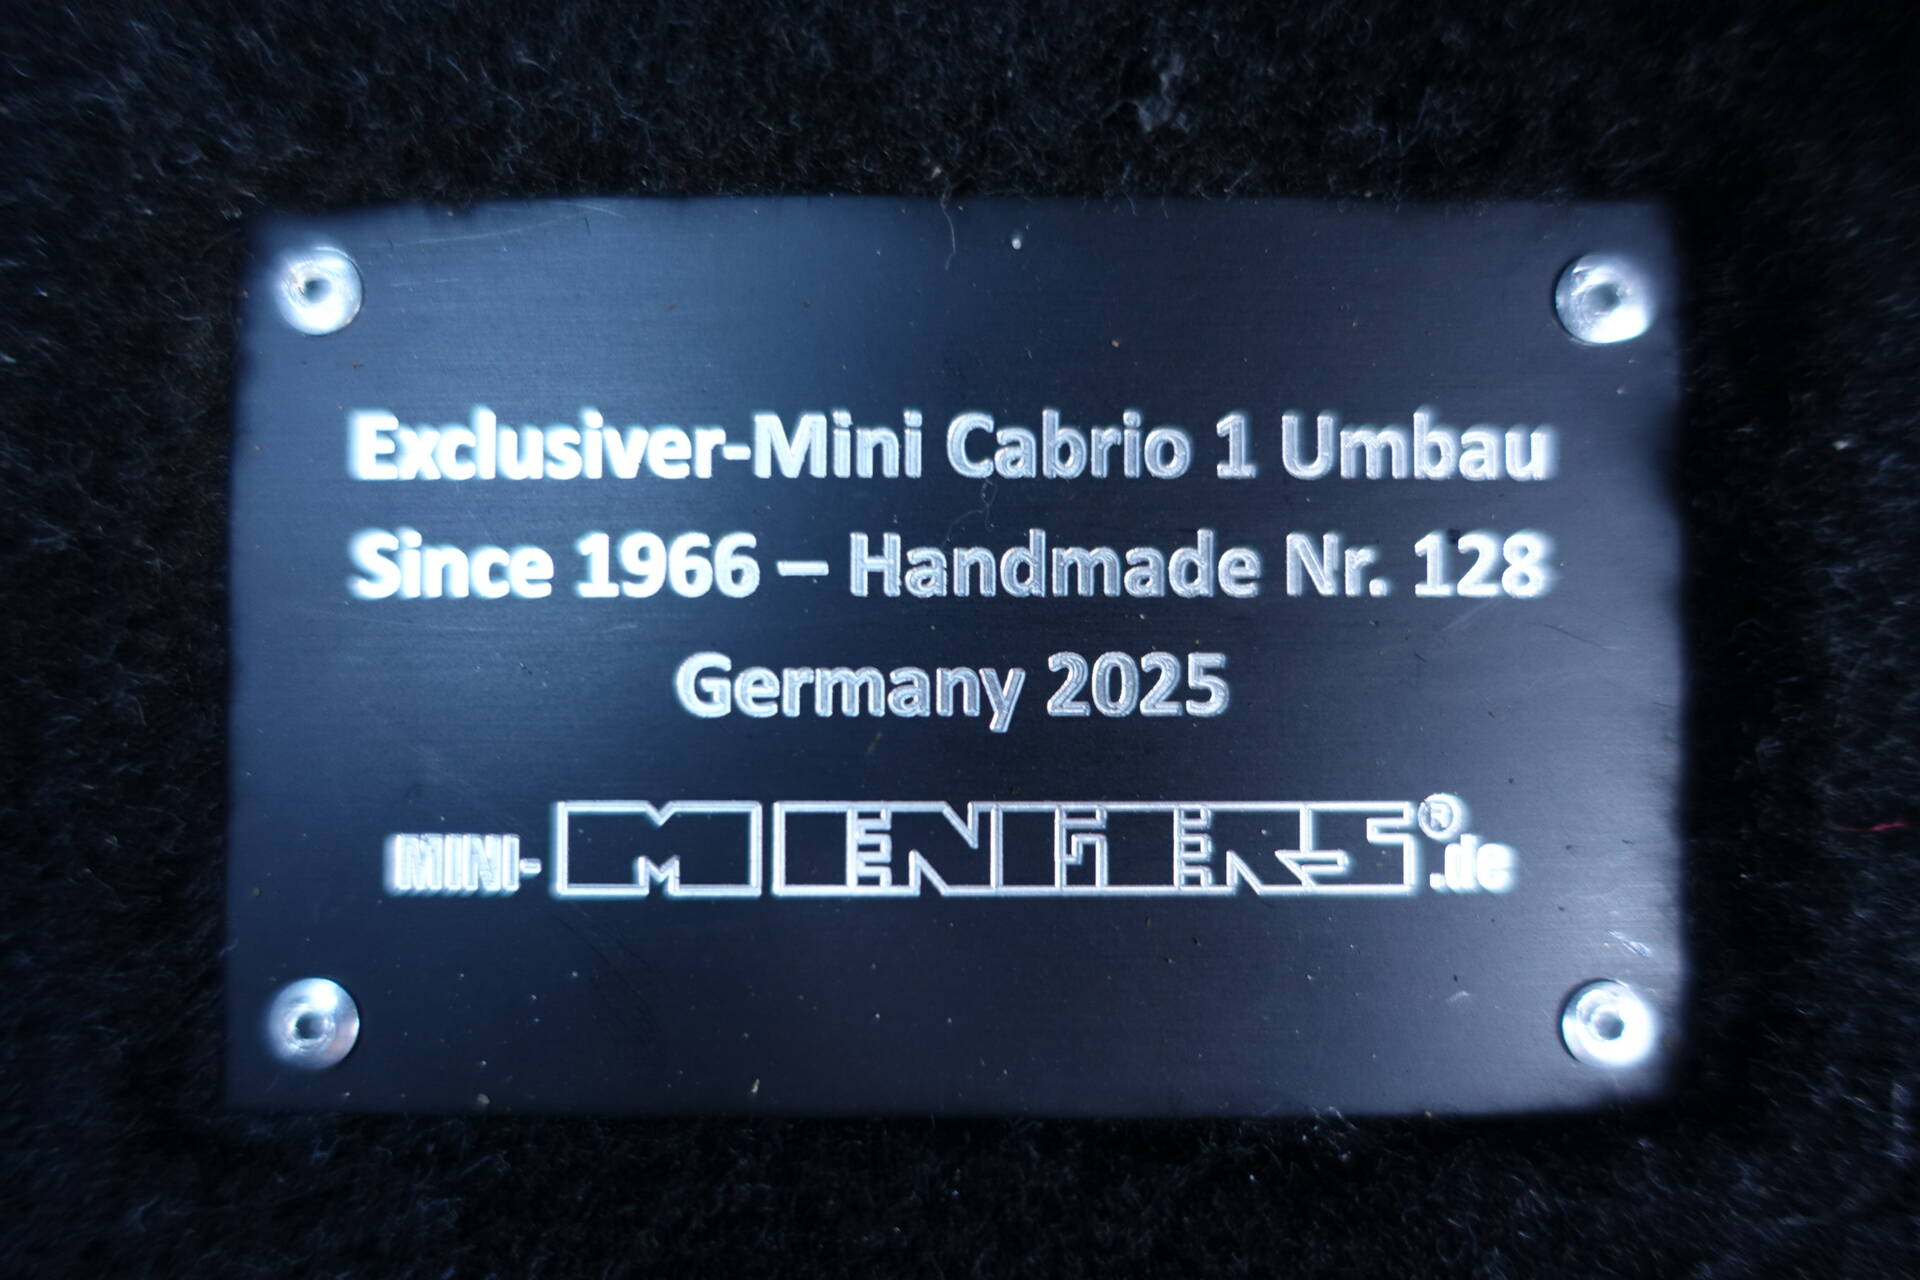 Exclusiver-Mini Cabrio 1 Umbau
Since 1966 – Handmade Nr. 128
Germany 2025
MINI-MENGERS®.de